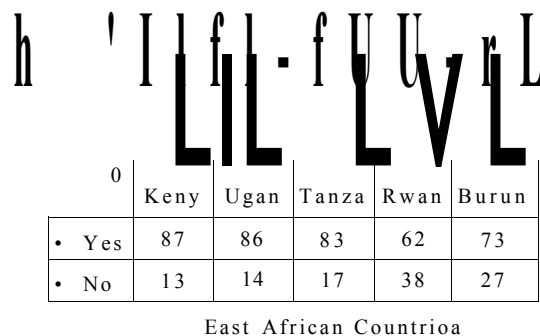 h ' I l f l - f U U - r L
LIL L V L
0
Keny Ugan Tanza Rwan Burun
• Yes 87 86 83 62 73
• No 13 14 17 38 27
East African Countrioa